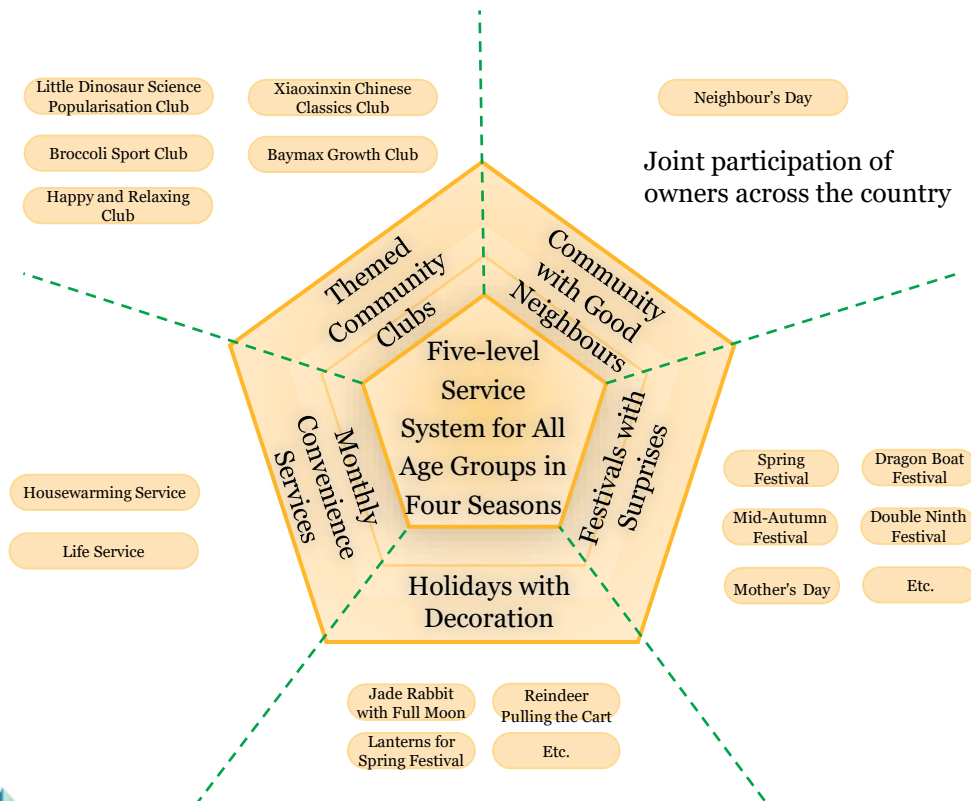 Little Dinosaur Science
Popularisation Club
Xiaoxinxin Chinese
Classics Club
Broccoli Sport Club
Baymax Growth Club
Happy and Relaxing
Club
Neighbour's Day
Joint participation of
owners across the country
Themed
Community
Clubs
Community
with Good
Neighbours
Five-level
Service
System for All
Age Groups in
Four Seasons
Monthly
Convenience
Services
Festivals with
Surprises
Holidays with
Decoration
Housewarming Service
Life Service
Spring
Festival
Dragon Boat
Festival
Mid-Autumn
Festival
Double Ninth
Festival
Mother's Day
Etc.
Jade Rabbit
with Full Moon
Reindeer
Pulling the Cart
Lanterns for
Spring Festival
Etc.